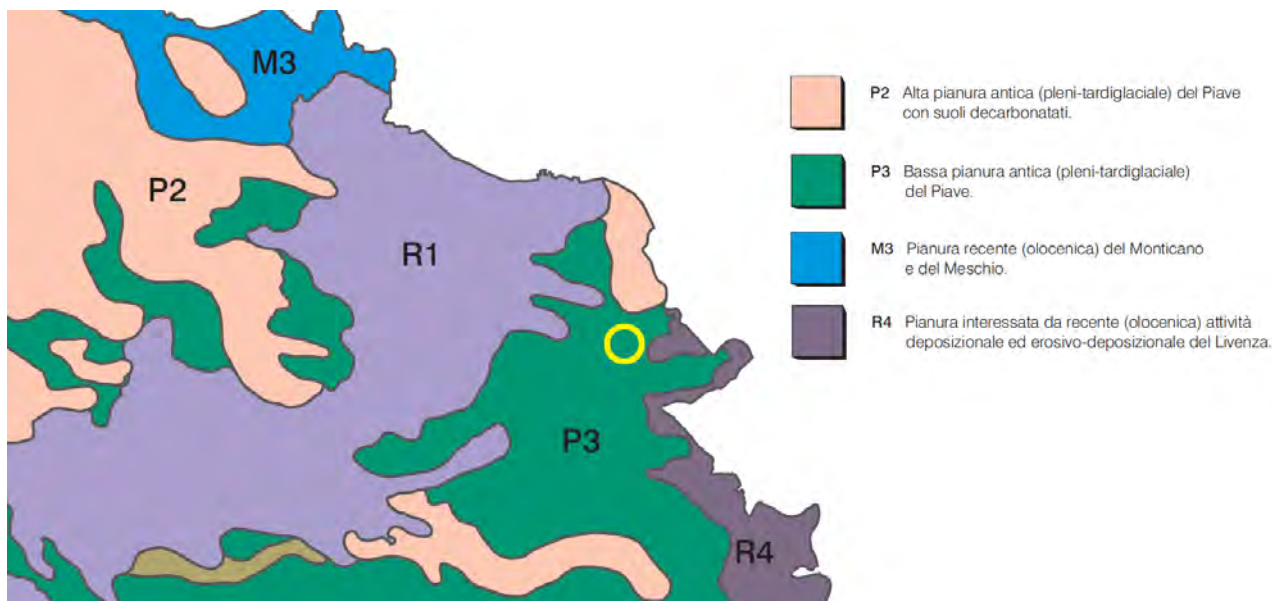 M3
P2
R1
P3
R4
P2 Alta pianura antica (pleni-tardiglaciale) del Piave
con suoli decarbonatati.
P3 Bassa pianura antica (pleni-tardiglaciale)
del Piave.
M3 Pianura recente (olocenica) del Monticano
e del Meschio.
R4 Pianura interessata da recente (olocenica) attività
deposizionale ed erosivo-deposizionale del Livenza.